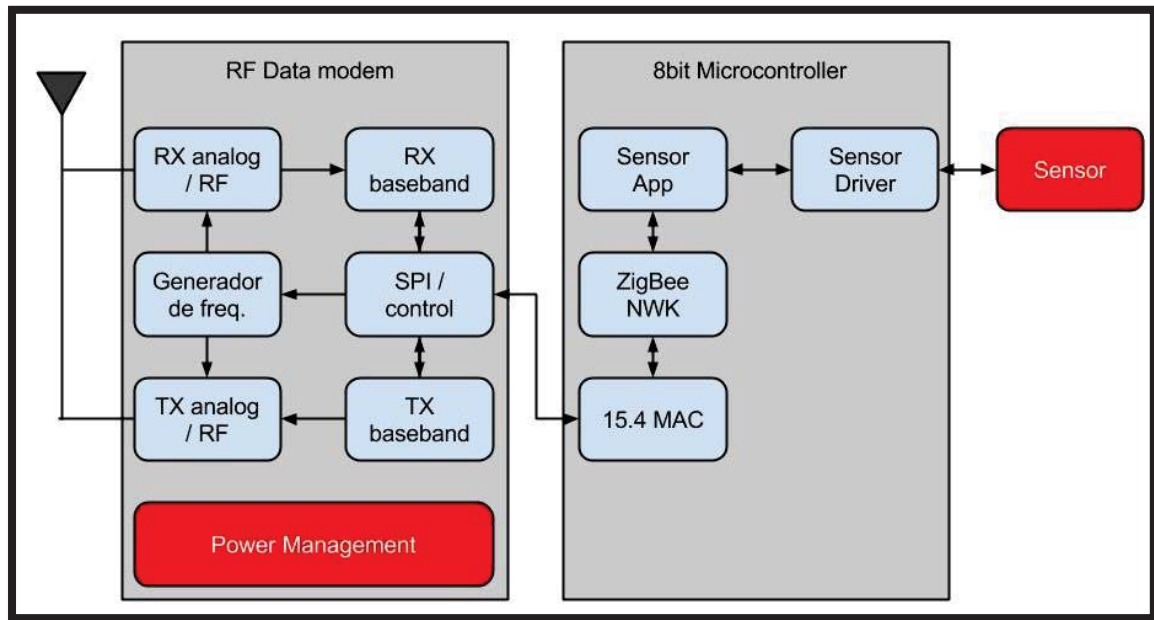 RF Data modem
8bit Microcontroller
RX analog
/ RF
RX
baseband
Sensor
App
Sensor
Driver
Sensor
Generador
de freq.
SPI /
control
ZigBee
NWK
TX analog
/ RF
TX
baseband
15.4 MAC
Power Management